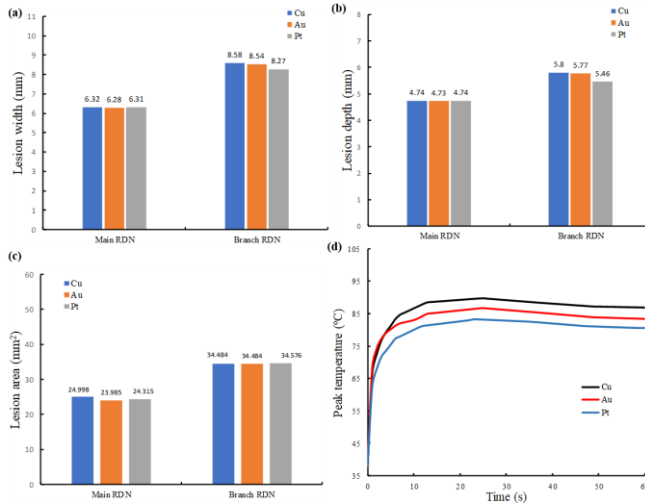 (a)
Cu
Au
Pt
Lesion width (mm)
11
10
9
8
7
6
5
4
3
2
1
0
6.32 6.28 6.31
8.58 8.54 8.27
Main RDN Branch RDN
(b)
Cu
Au
Pt
Lesion depth (mm)
8
7
6
5
4
3
2
1
0
4.74 4.73 4.74
5.8 5.77 5.46
Main RDN Branch RDN
(c)
Cu
Au
Pt
Lesion area (mm²)
60
50
40
30
20
10
0
24.998 23.985 24.315
34.484 34.484 34.576
Main RDN Branch RDN
(d)
Peak temperature (°C)
105
95
85
75
65
55
45
35
Cu
Au
Pt
0 10 20 30 40 50 60
Time (s)